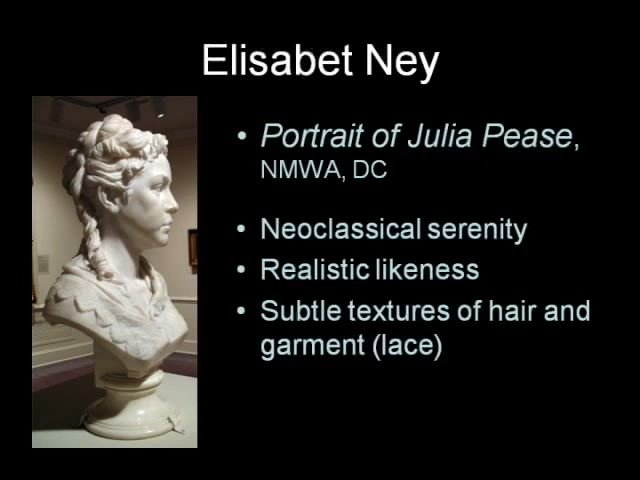 Elisabet Ney
• Portrait of Julia Pease,
NMWA, DC
• Neoclassical serenity
• Realistic likeness
• Subtle textures of hair and
garment (lace)